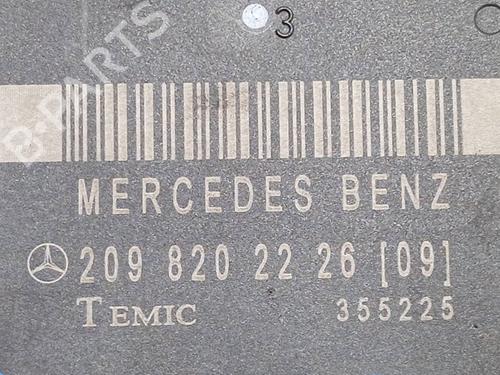 3
B-PARTS
MERCEDES BENZ
209 820 22 26 [09]
TEMIC 355225